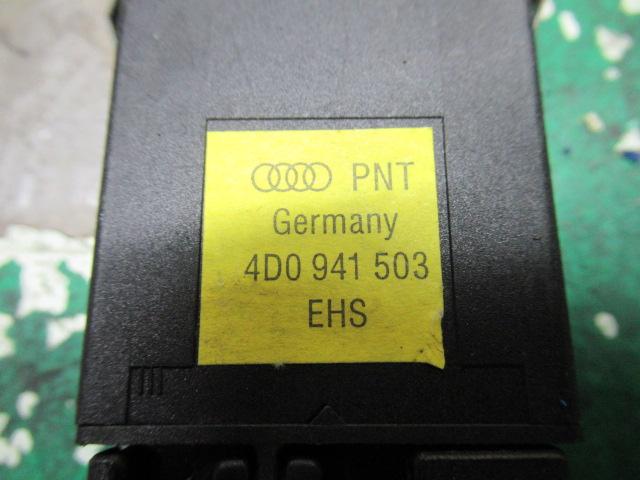 PNT
Germany
4D0 941 503
EHS